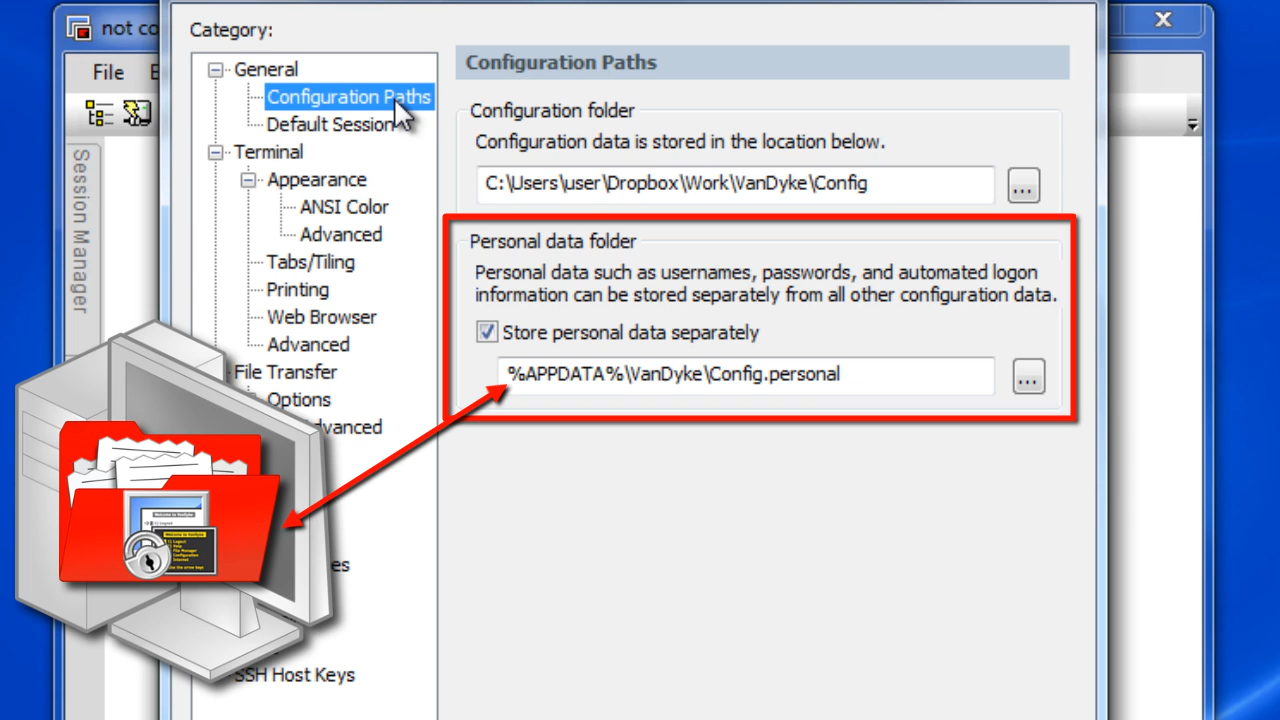 not co
File
Session Manager
Category:
General
Configuration Paths
Default Session
Terminal
Appearance
ANSI Color
Advanced
Tabs/Tiling
Printing
Web Browser
Advanced
File Transfer
Options
dvanced
es
SSH Host Keys
Configuration Paths
Configuration folder
Configuration data is stored in the location below.
C:\Users\user\Dropbox\Work\VanDyke\Config
...
Personal data folder
Personal data such as usernames, passwords, and automated logon
information can be stored separately from all other configuration data.
Store personal data separately
%APPDATA%\VanDyke\Config.personal
...